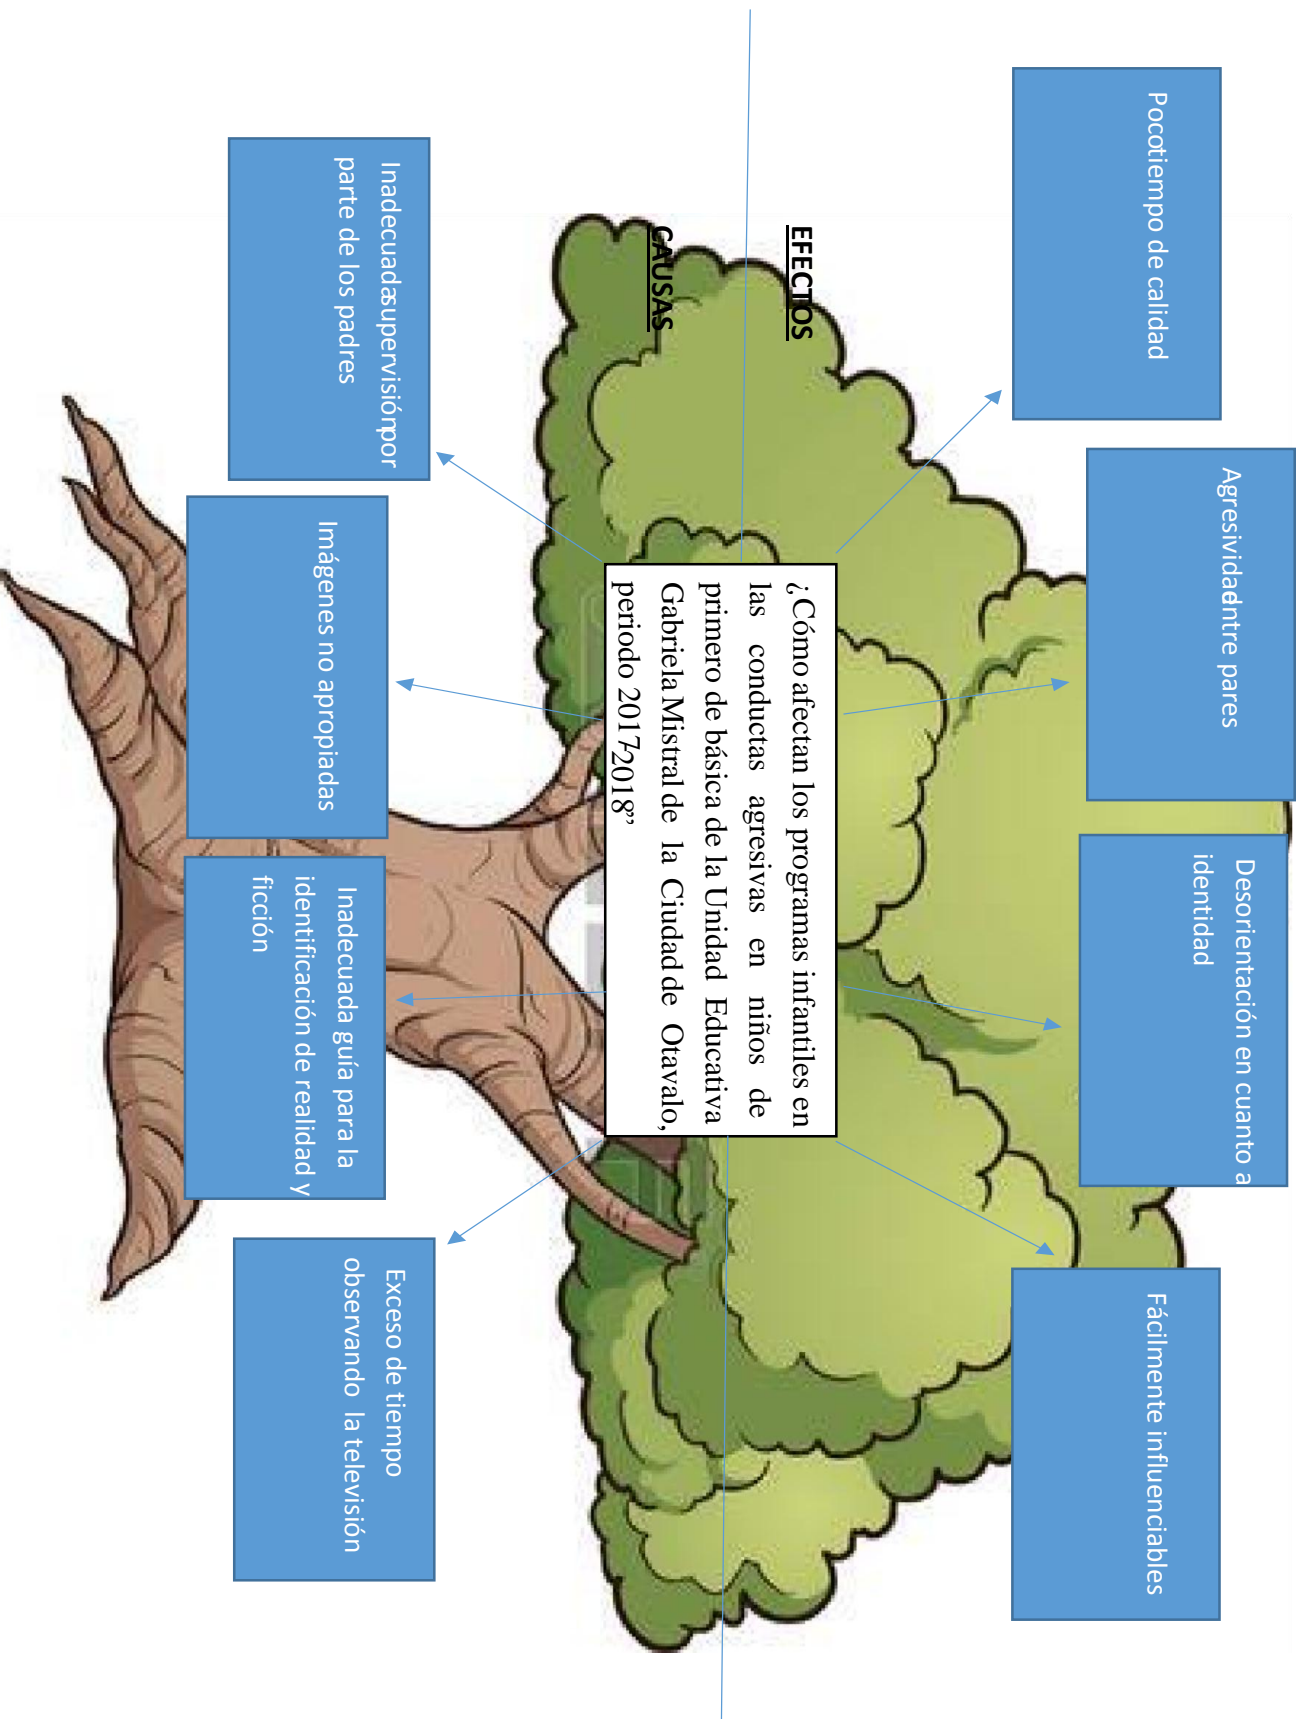 Pocotiempo de calidad
Agresividadentre pares
Desorientación en cuanto a
identidad
Fácilmente influenciables
EFECTOS
¿Cómo afectan los programas infantiles en
las conductas agresivas en niños de
primero de básica de la Unidad Educativa
Gabriela Mistral de la Ciudad de Otavalo,
periodo 2017-2018”
CAUSAS
Inadecuadasupervisiónpor
parte de los padres
Imágenes no apropiadas
Inadecuada guía para la
identificación de realidad y
ficción
Exceso de tiempo
observando la televisión